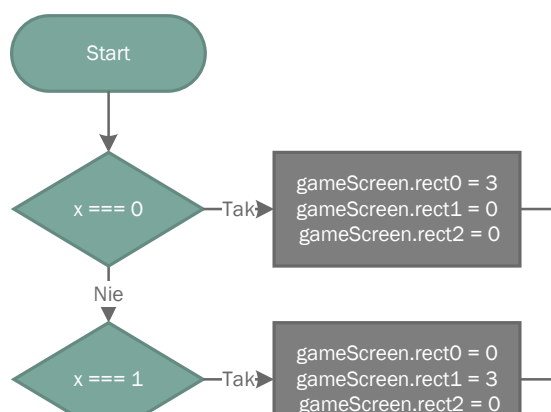 Start
x === 0
Tak
gameScreen.rect0 = 3
gameScreen.rect1 = 0
gameScreen.rect2 = 0
Nie
x === 1
Tak
gameScreen.rect0 = 0
gameScreen.rect1 = 3
gameScreen.rect2 = 0